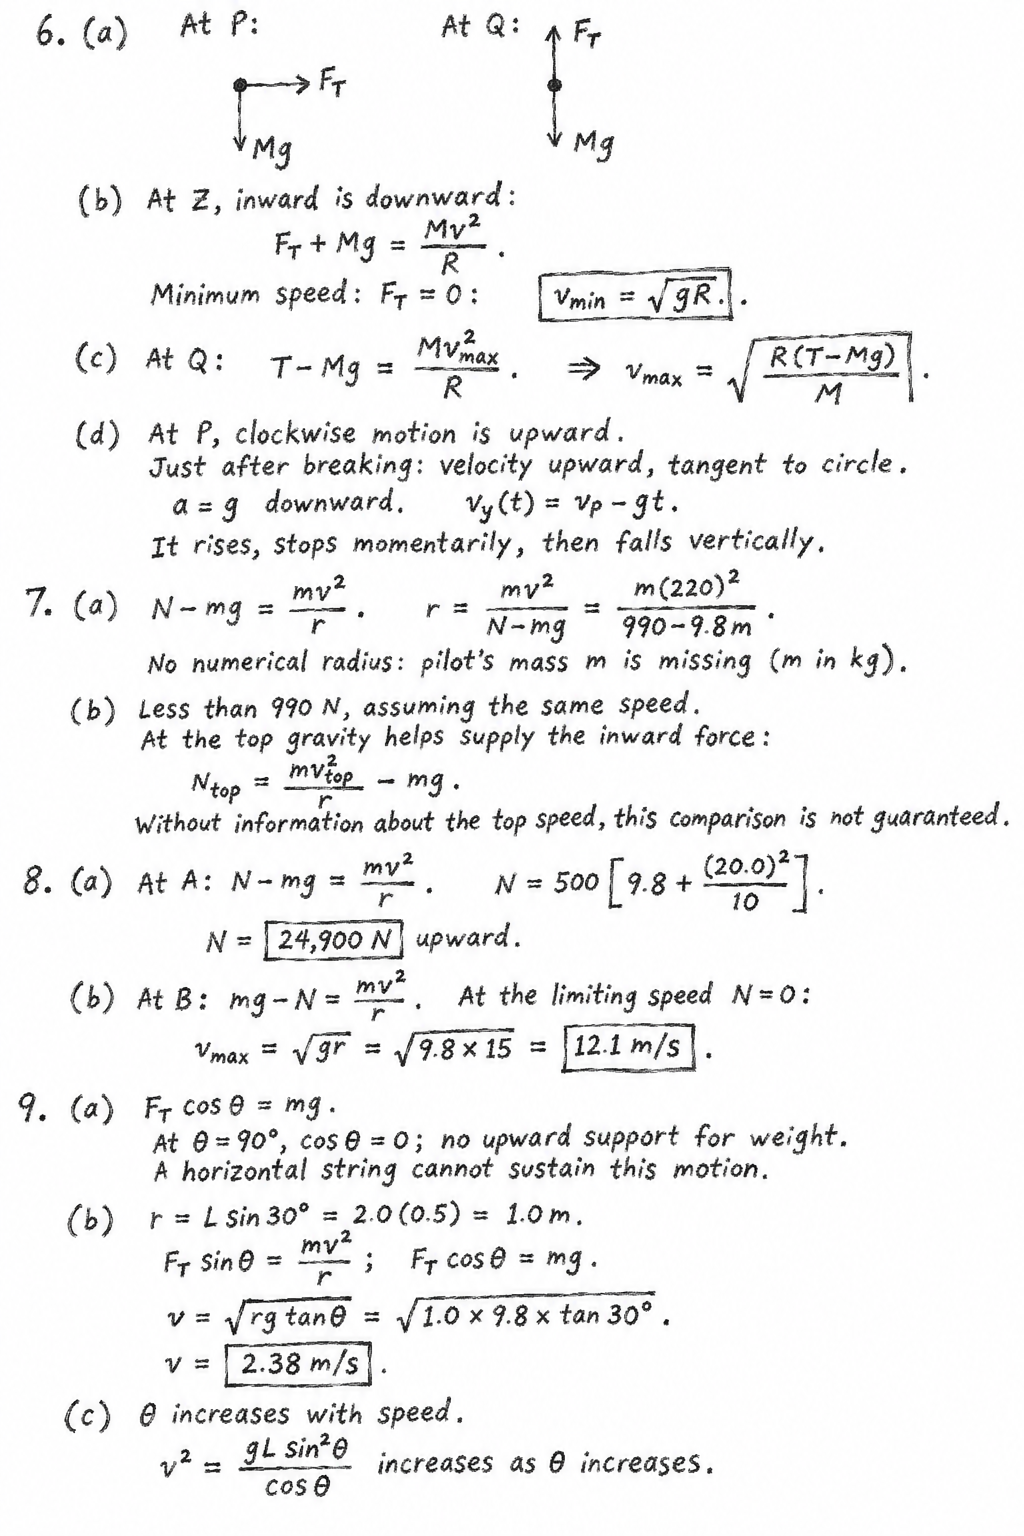 6. (a) At P: At Q: F_T
F_T
Mg Mg
(b) At Z, inward is downward:
F_T + Mg = Mv²/R .
Minimum speed: F_T = 0: v_min = √(gR). .
(c) At Q: T - Mg = Mv²_max/R . ⇒ v_max = √(R(T-Mg)/M) .
(d) At P, clockwise motion is upward.
Just after breaking: velocity upward, tangent to circle.
a = g downward. v_y(t) = v_P - gt.
It rises, stops momentarily, then falls vertically.
7. (a) N - mg = mv²/r . r = mv²/(N-mg) = m(220)²/(990-9.8m) .
No numerical radius: pilot's mass m is missing (m in kg).
(b) Less than 990 N, assuming the same speed.
At the top gravity helps supply the inward force:
N_top = mv²_top/r - mg.
Without information about the top speed, this comparison is not guaranteed.
8. (a) At A: N - mg = mv²/r . N = 500 [9.8 + (20.0)²/10] .
N = 24,900 N upward.
(b) At B: mg - N = mv²/r . At the limiting speed N=0:
v_max = √(gr) = √(9.8 × 15) = 12.1 m/s .
9. (a) F_T cos θ = mg.
At θ = 90°, cos θ = 0; no upward support for weight.
A horizontal string cannot sustain this motion.
(b) r = L sin 30° = 2.0 (0.5) = 1.0 m.
F_T sin θ = mv²/r ; F_T cos θ = mg.
v = √(rg tan θ) = √(1.0 × 9.8 × tan 30°) .
v = 2.38 m/s .
(c) θ increases with speed.
v² = gL sin²θ/cos θ increases as θ increases.